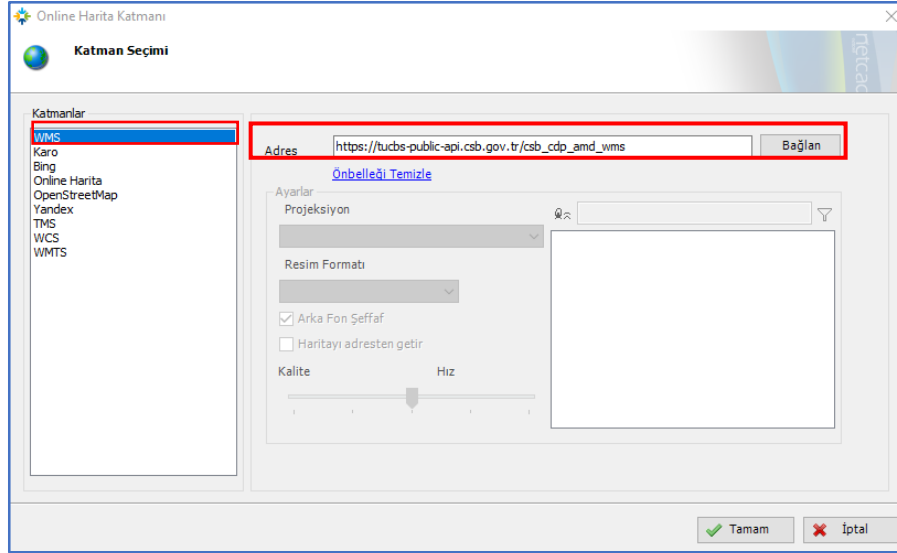 Online Harita Katmanı
Katman Seçimi
netcad
Katmanlar
WMS
Karo
Bing
Online Harita
OpenStreetMap
Yandex
TMS
WCS
WMTS
Adres
https://tucbs-public-api.csb.gov.tr/csb_cdp_amd_wms
Bağlan
Önbelleği Temizle
Ayarlar
Projeksiyon
Resim Formatı
Arka Fon Şeffaf
Haritayı adresten getir
Kalite Hız
Tamam
İptal